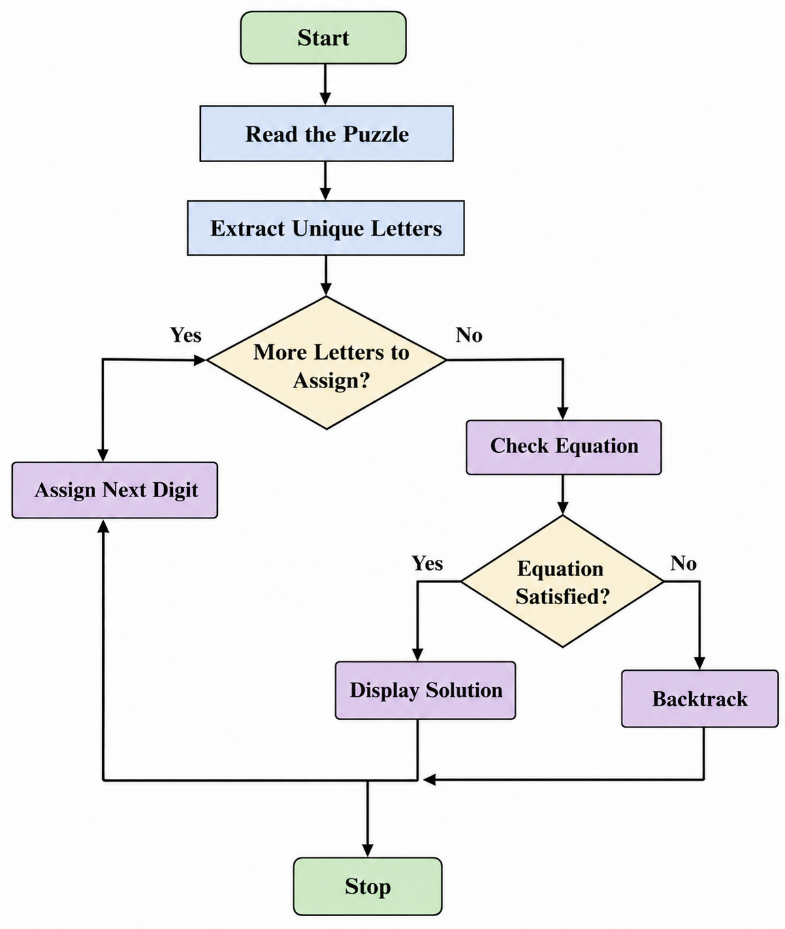 Start
Read the Puzzle
Extract Unique Letters
Yes
No
More Letters to
Assign?
Check Equation
Assign Next Digit
Yes
No
Equation
Satisfied?
Display Solution
Backtrack
Stop